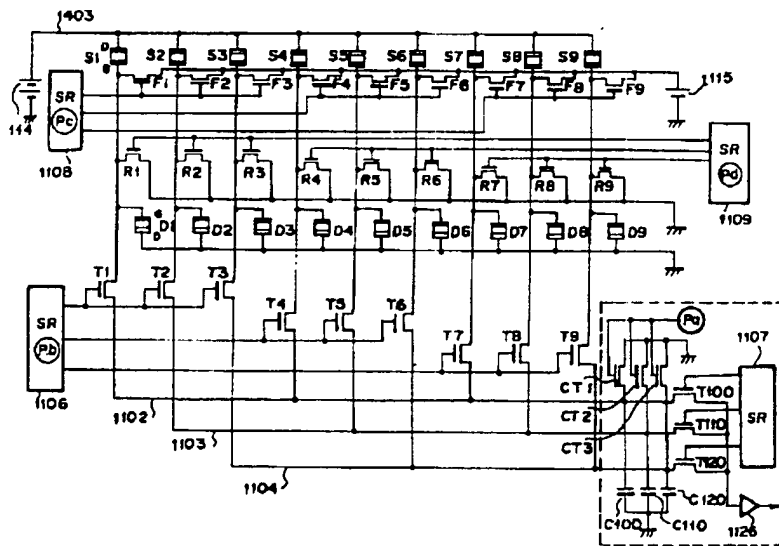 1403
S1 D S2 S3 S4 S5 S6 S7 S8 S9
G
F1 F2 F3 F4 F5 F6 F7 F8 F9
114
SR
Pc
1108
1115
SR
Pd
1109
R1 R2 R3 R4 R5 R6 R7 R8 R9
G
D
D1 D2 D3 D4 D5 D6 D7 D8 D9
T1 T2 T3
T4 T5 T6
T7 T8 T9
SR
Pb
1106
Pa
1107
SR
CT1
CT2
CT3
T100
T110
T120
1102
1103
1104
C100
C110
C120
1126